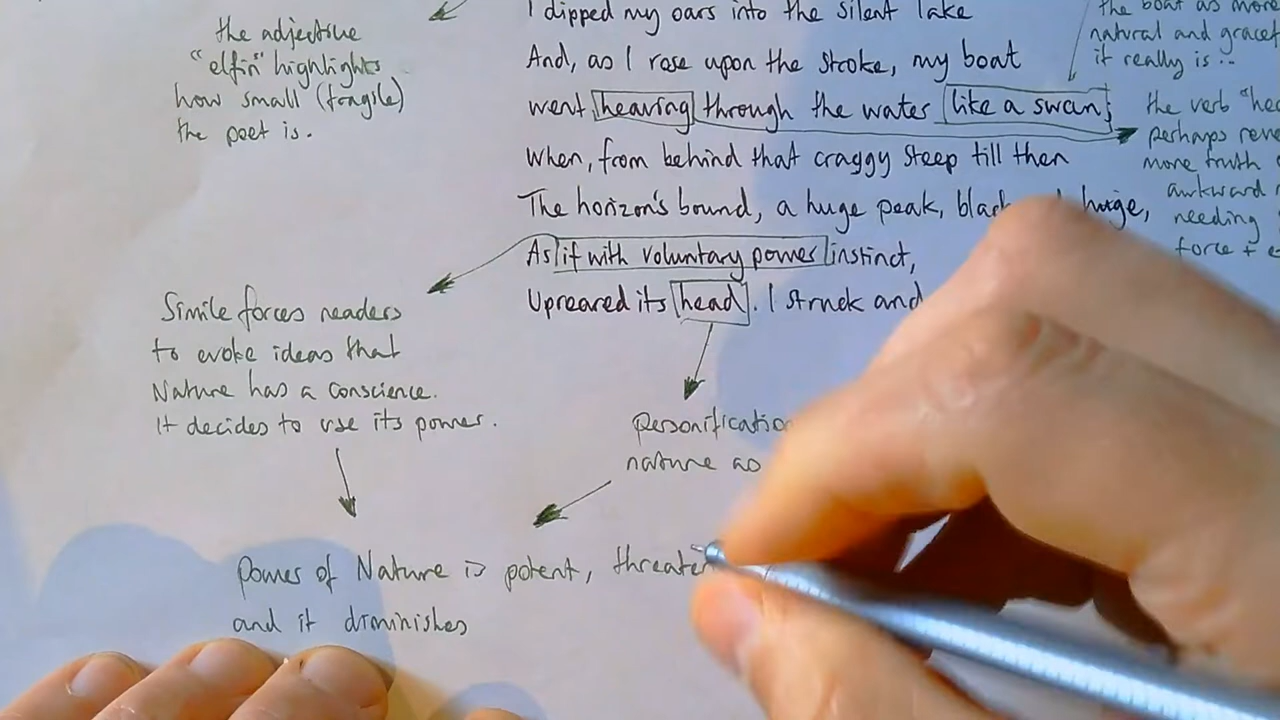 I dipped my oars into the silent lake
And, as I rose upon the stroke, my boat
went heaving through the water like a swan;
When, from behind that craggy steep till then
The horizon's bound, a huge peak, black huge,
As if with voluntary power instinct,
Upreared its head. I struck and
the adjective
"elfin" highlights
how small (fragile)
the poet is.
the boat as more
natural and gracef
it really is...
the verb "hea
perhaps reve
more truth
awkward
needing
force + e
Simile forces readers
to evoke ideas that
Nature has a conscience.
It decides to use its power.
Personificatio
nature as
Power of Nature is potent, threaten
and it diminishes